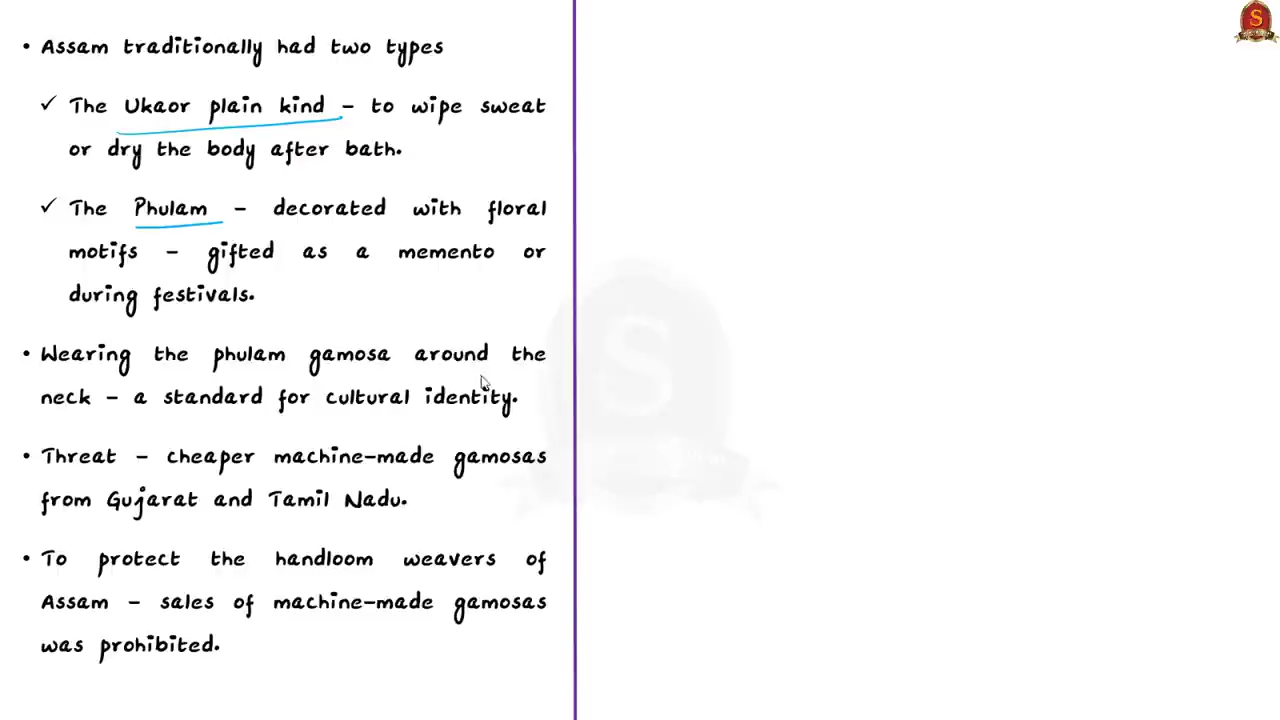 • Assam traditionally had two types
✓ The Ukaor plain kind – to wipe sweat
or dry the body after bath.
✓ The Phulam – decorated with floral
motifs – gifted as a memento or
during festivals.
• Wearing the phulam gamosa around the
neck – a standard for cultural identity.
• Threat – cheaper machine-made gamosas
from Gujarat and Tamil Nadu.
• To protect the handloom weavers of
Assam – sales of machine-made gamosas
was prohibited.
S
S